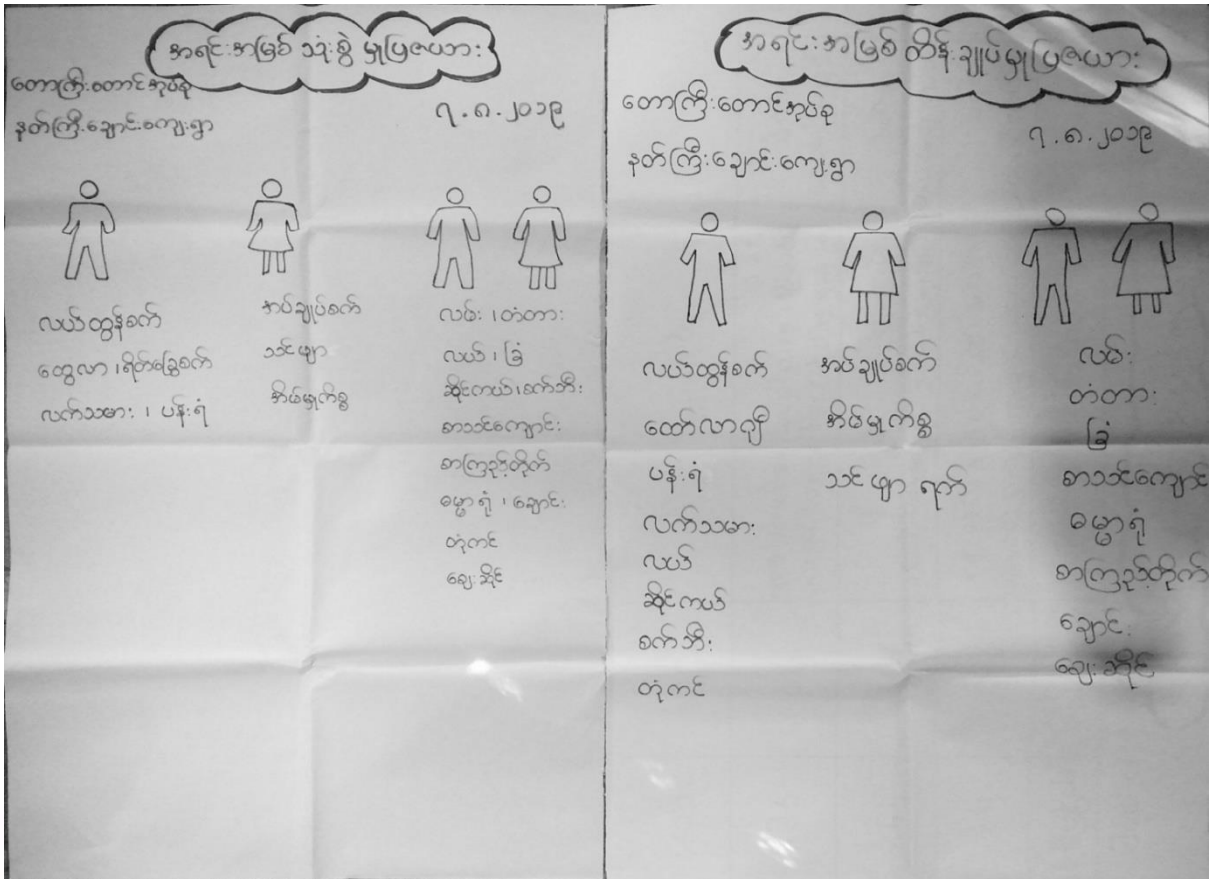 အရင်းအမြစ် သုံးစွဲ မှုပြဇယား
တောကြီးတောင်အုပ်စု
၇.၈.၂၀၁၉
နတ်ကြီးချောင်းကျေးရွာ
လယ်ထွန်စက်
ထွေလာ ၊ ရိတ်ခြွေစက်
လက်သမား ၊ ပန်းရံ
အပ်ချုပ်စက်
သင်ဖျာ
အိမ်မှုကိစ္စ
လမ်း ၊ တံတား
လယ် ၊ ခြံ
ဆိုင်ကယ် ၊ စက်ဘီး
စာသင်ကျောင်း
စာကြည့်တိုက်
ဓမ္မာရုံ ၊ ချောင်း
တုံကင်
ဈေးဆိုင်
အရင်းအမြစ် ထိန်းချုပ်မှုပြဇယား
တောကြီးတောင်အုပ်စု
၇.၈.၂၀၁၉
နတ်ကြီးချောင်းကျေးရွာ
လယ်ထွန်စက်
ထော်လာဂျီ
ပန်းရံ
လက်သမား
လယ်
ဆိုင်ကယ်
စက်ဘီး
တုံကင်
အပ်ချုပ်စက်
အိမ်မှုကိစ္စ
သင်ဖျာ ရက်
လမ်း
တံတား
ခြံ
စာသင်ကျောင်း
ဓမ္မာရုံ
စာကြည့်တိုက်
ချောင်း
ဈေးဆိုင်